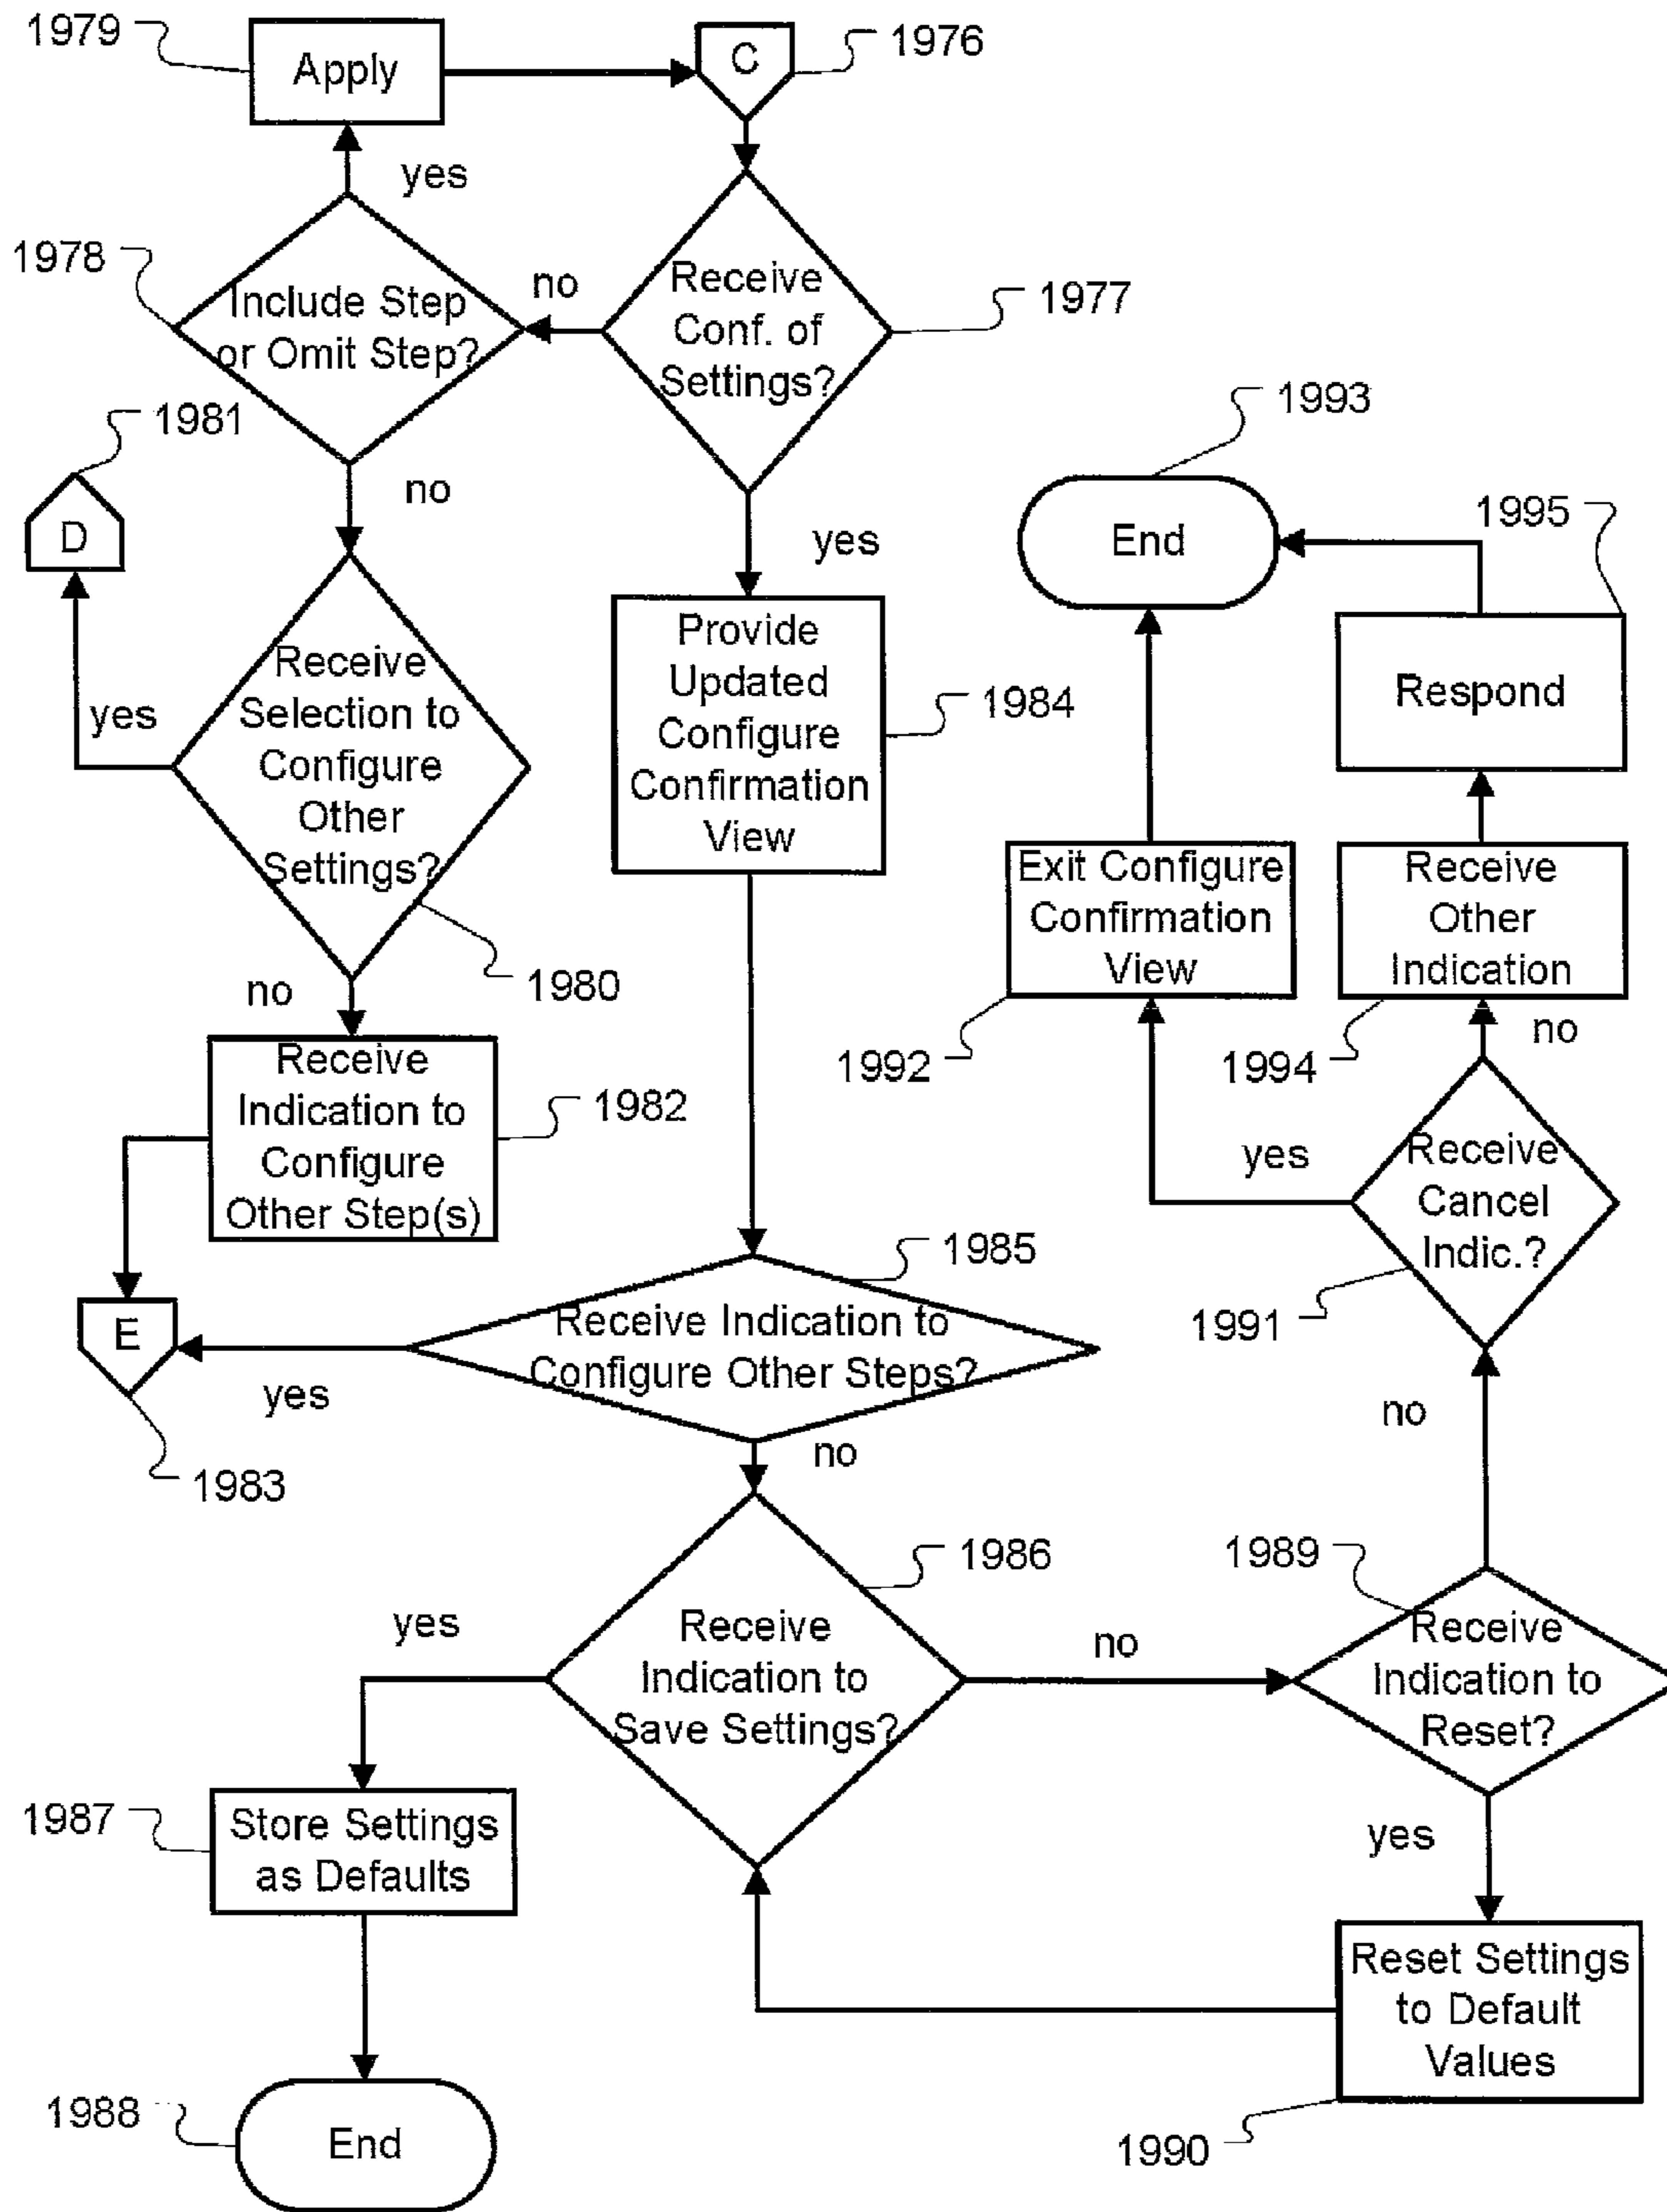 1979
Apply
C
1976
yes
1978
Include Step
or Omit Step?
no
Receive
Conf. of
Settings?
1977
1981
D
no
yes
1993
End
1995
Respond
Receive
Selection to
Configure
Other
Settings?
yes
1980
Provide
Updated
Configure
Confirmation
View
1984
Exit Configure
Confirmation
View
1992
Receive
Other
Indication
1994
no
no
Receive
Indication to
Configure
Other Step(s)
1982
E
1983
yes
1985
Receive Indication to
Configure Other Steps?
no
yes
Receive
Cancel
Indic.?
1991
no
1986
Receive
Indication to
Save Settings?
yes
no
1989
Receive
Indication to
Reset?
yes
1987
Store Settings
as Defaults
Reset Settings
to Default
Values
1990
1988
End